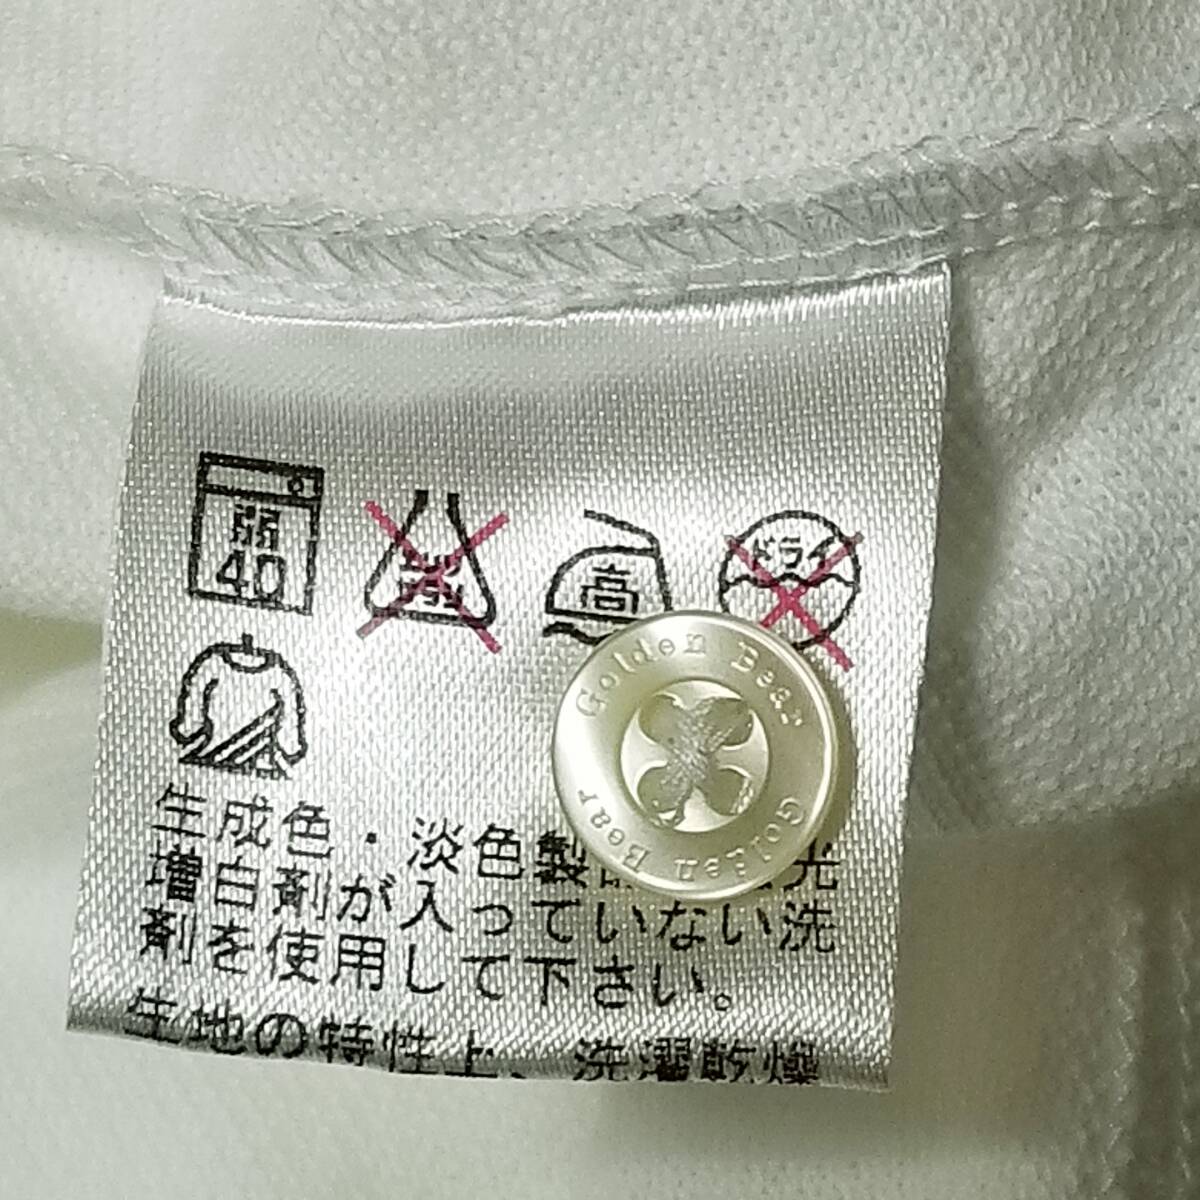 弱
40
高
ドライ
Golden Bear
Golden Bear
生成色・淡色製 光
増白剤が入っていない洗
剤を使用して下さい。
生地の特性上、洗濯乾燥